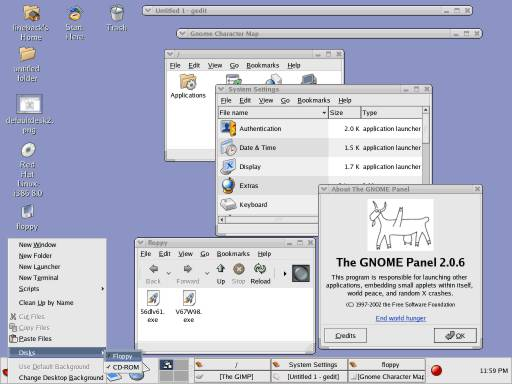 lineback's
Home
Start
Here
Trash
untitled
folder
defaultdesk2.
png
Red
Hat
Linux
i386 8.0
floppy
Untitled 1 - gedit
Gnome Character Map
/
File Edit View Go Bookmarks Help
Applications
System Settings
File Edit View Go Bookmarks Help
File name Size Type
Authentication 2.0 K application launcher
Date & Time 1.5 K application launcher
Display 1.7 K application launcher
Extras
Keyboard
About The GNOME Panel
The GNOME Panel 2.0.6
This program is responsible for launching other
applications, embedding small applets within itself,
world peace, and random X crashes.
(C) 1997-2002 the Free Software Foundation
End world hunger
Credits OK
floppy
File Edit View Go Bookmarks Help
Back Forward Up Stop Reload
56dlv61.
exe
V67W98.
exe
New Window
New Folder
New Launcher
New Terminal
Scripts
Clean Up by Name
Cut Files
Copy Files
Paste Files
Disks
Use Default Background
Change Desktop Background
Floppy
CD-ROM
/ System Settings floppy
[The GIMP] [Untitled 1 - gedit] [Gnome Character Map
11:59 PM